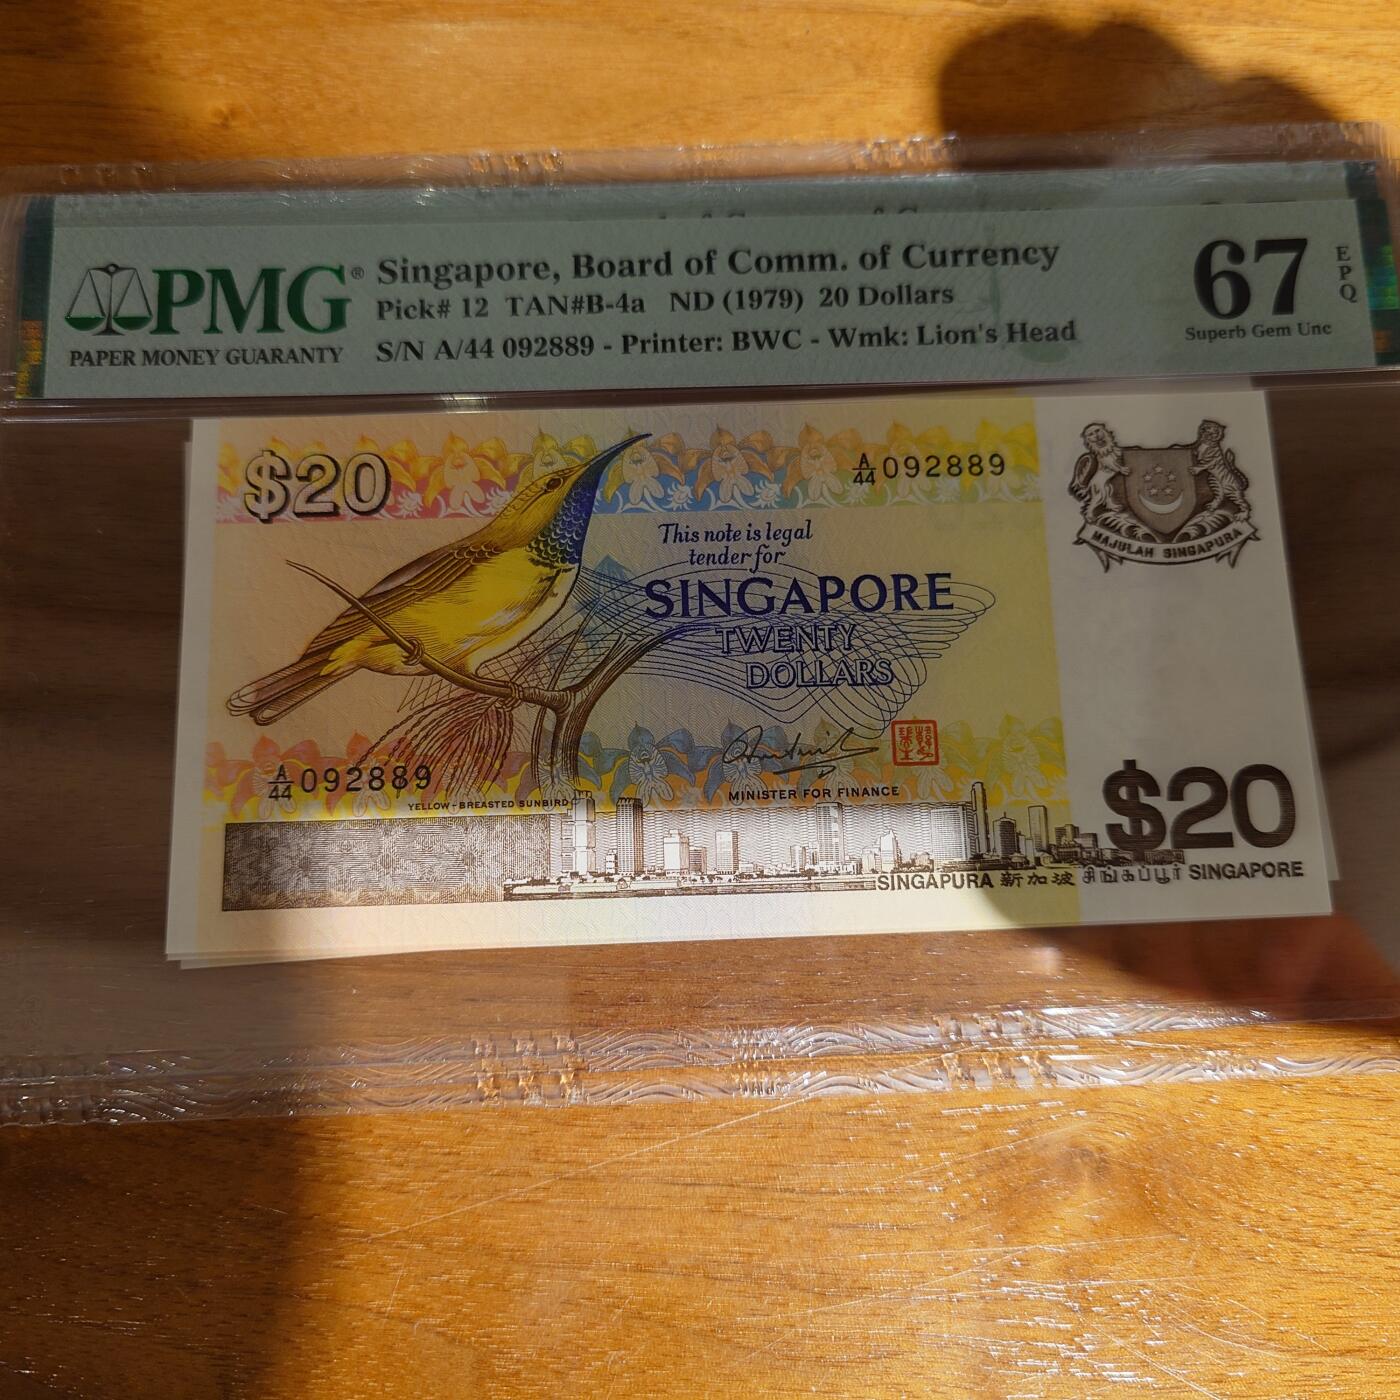 PMG®
PAPER MONEY GUARANTY
Singapore, Board of Comm. of Currency
Pick# 12 TAN#B-4a ND (1979) 20 Dollars
S/N A/44 092889 - Printer: BWC - Wmk: Lion's Head
67
EPQ
Superb Gem Unc
$20
A/44 092889
This note is legal
tender for
SINGAPORE
TWENTY
DOLLARS
MAJULAH SINGAPURA
A/44 092889
YELLOW-BREASTED SUNBIRD
MINISTER FOR FINANCE
$20
SINGAPURA 新加坡 சிங்கப்பூர் SINGAPORE